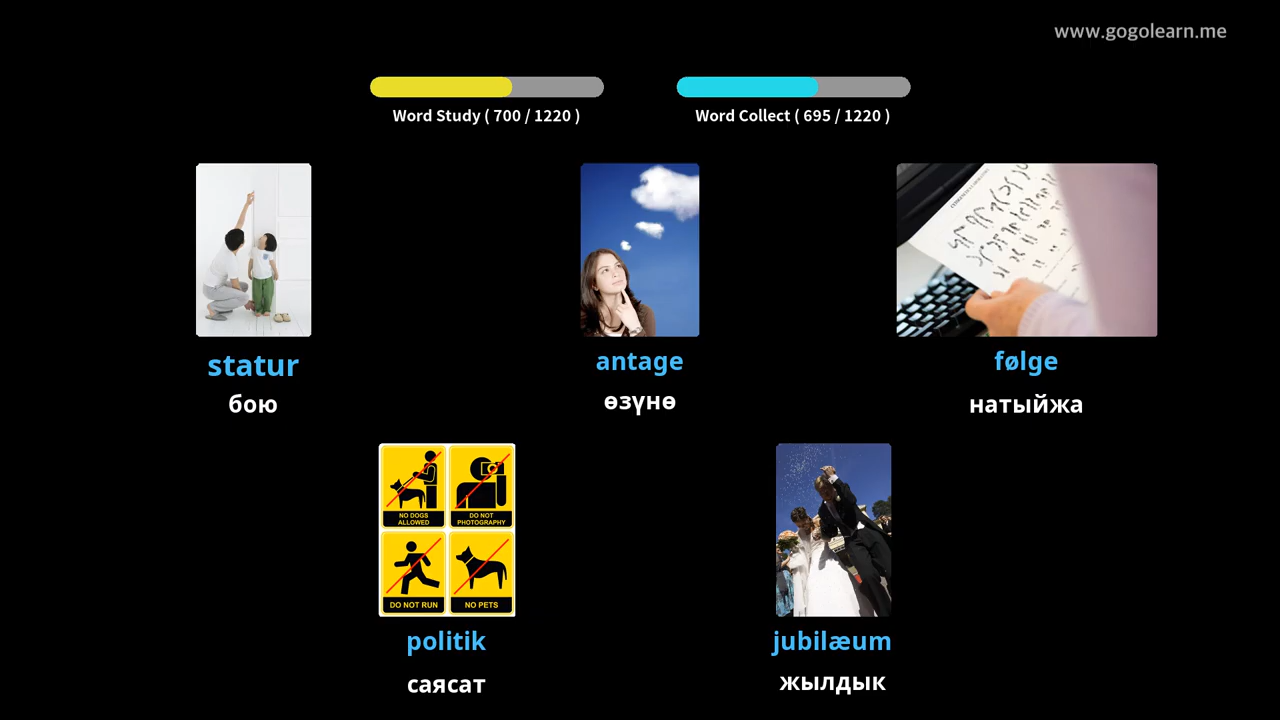 www.gogolearn.me
Word Study ( 700 / 1220 )
Word Collect ( 695 / 1220 )
statur
бою
antage
өзүнө
følge
натыйжа
NO DOGS
ALLOWED
DO NOT
PHOTOGRAPHY
DO NOT RUN
NO PETS
politik
саясат
jubilæum
жылдык